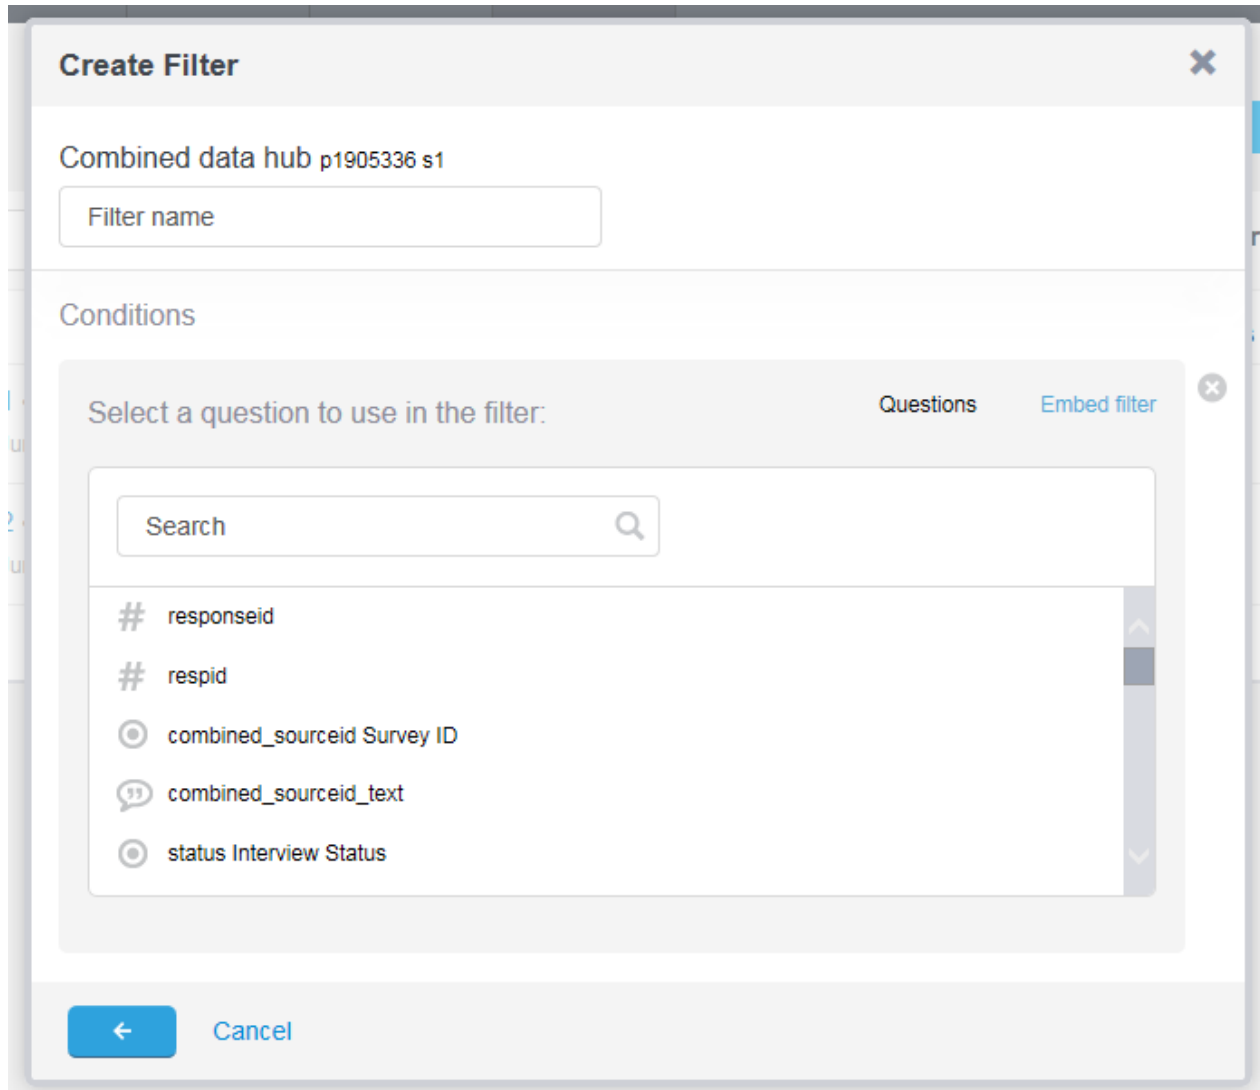 Create Filter
Combined data hub p1905336 s1
Filter name
Conditions
Select a question to use in the filter: Questions Embed filter
Search
# responseid
# respid
combined_sourceid Survey ID
combined_sourceid_text
status Interview Status
Cancel